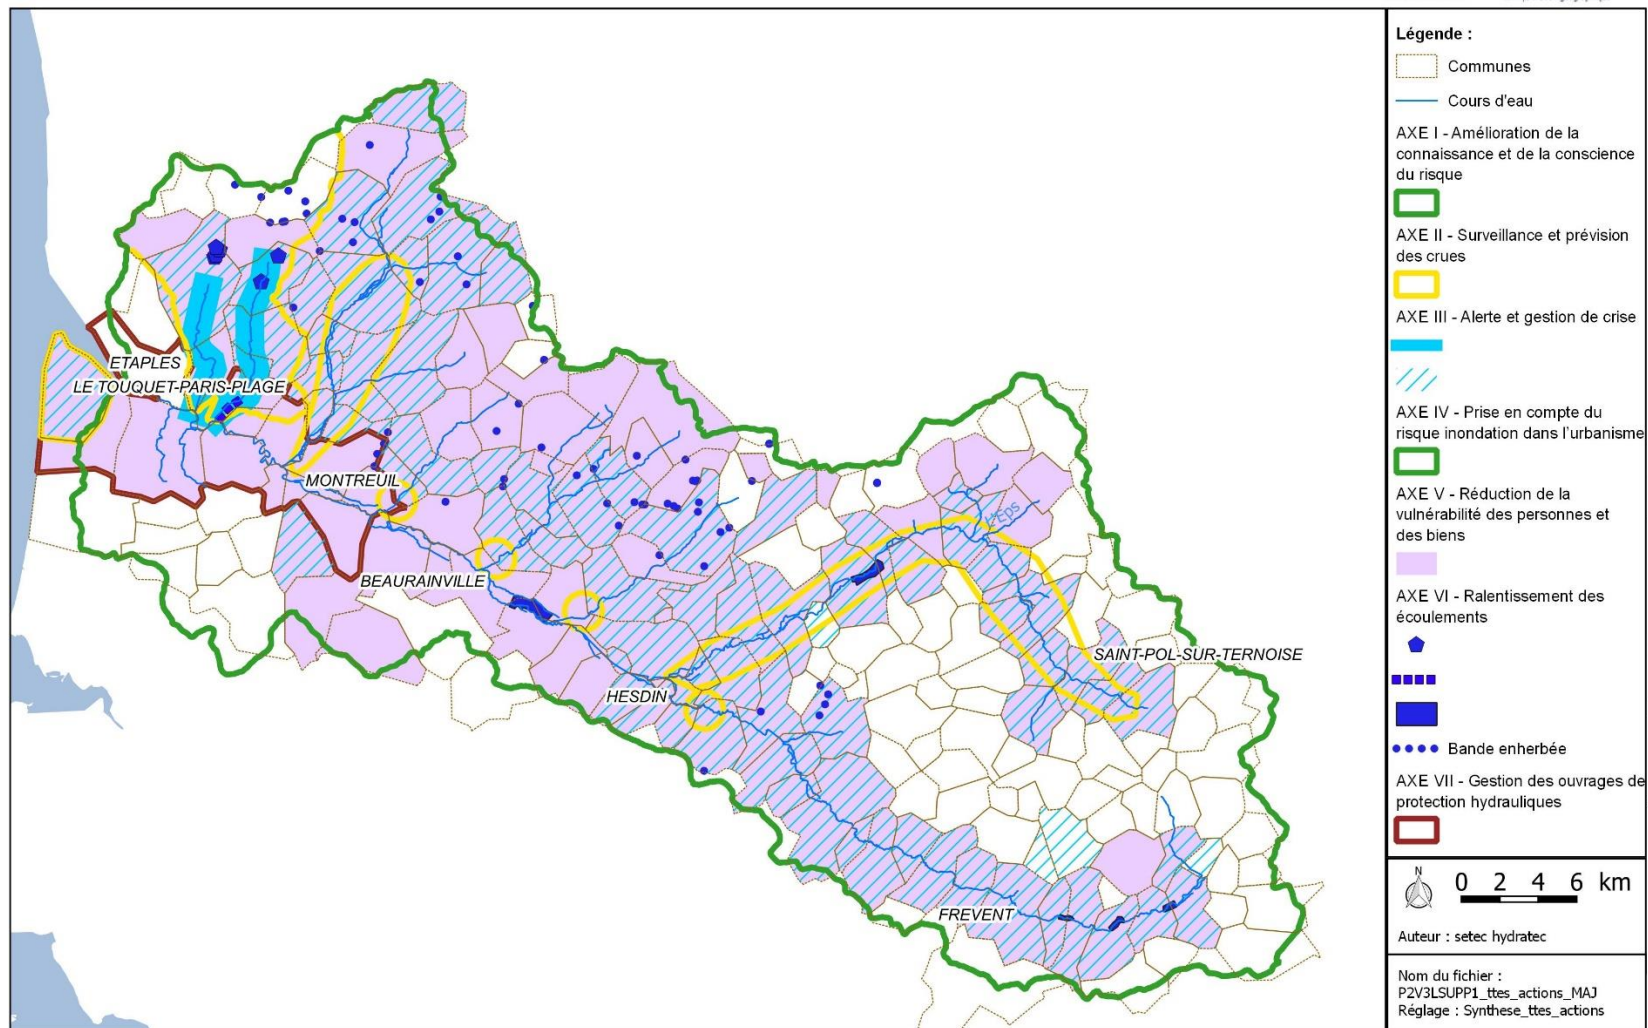 Légende :
Communes
Cours d'eau
AXE I - Amélioration de la
connaissance et de la conscience
du risque
AXE II - Surveillance et prévision
des crues
AXE III - Alerte et gestion de crise
AXE IV - Prise en compte du
risque inondation dans l'urbanisme
AXE V - Réduction de la
vulnérabilité des personnes et
des biens
AXE VI - Ralentissement des
écoulements
Bande enherbée
AXE VII - Gestion des ouvrages de
protection hydrauliques
N
0 2 4 6 km
Auteur : setec hydratec
Nom du fichier :
P2V3LSUPP1_ttes_actions_MAJ
Réglage : Synthese_ttes_actions
ETAPLES
LE TOUQUET-PARIS-PLAGE
MONTREUIL
BEAURAINVILLE
HESDIN
L'Eps
SAINT-POL-SUR-TERNOISE
FREVENT